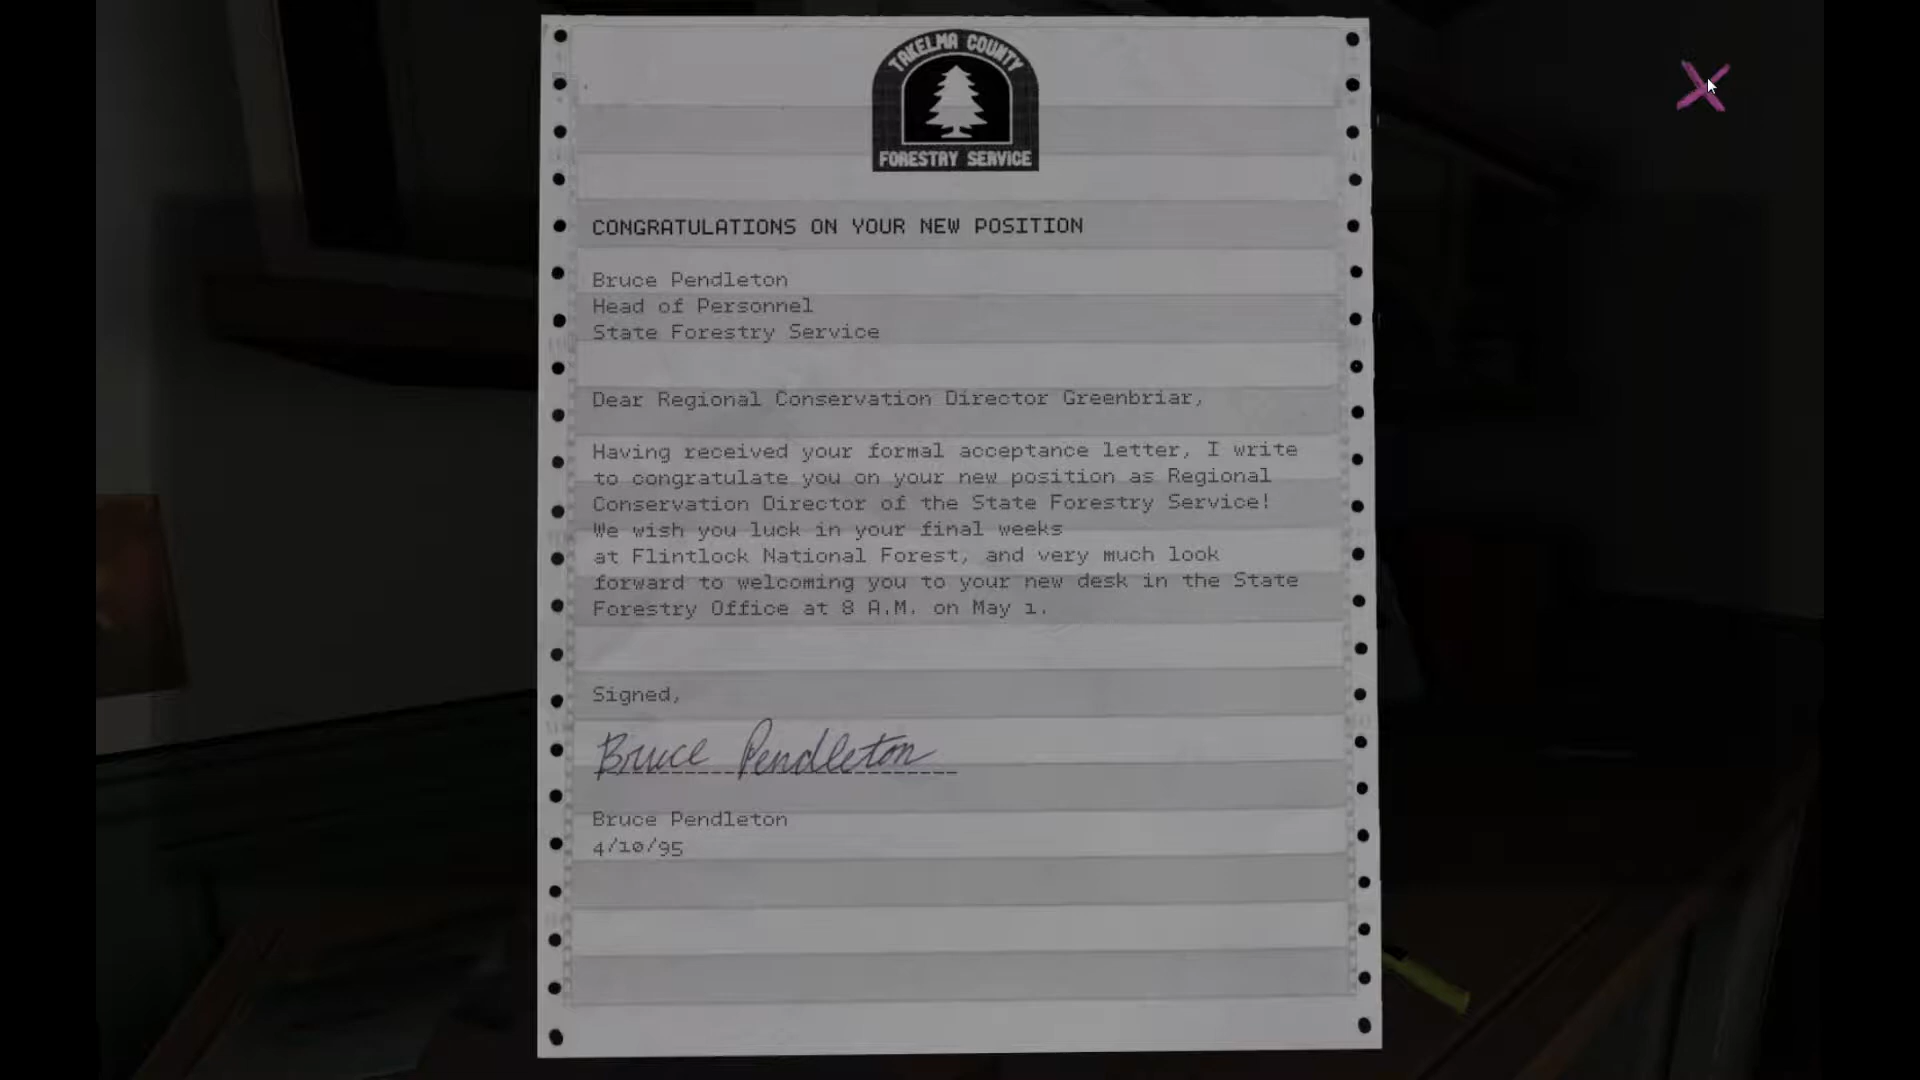 TAKELMA COUNTY
FORESTRY SERVICE
CONGRATULATIONS ON YOUR NEW POSITION
Bruce Pendleton
Head of Personnel
State Forestry Service
Dear Regional Conservation Director Greenbriar,
Having received your formal acceptance letter, I write
to congratulate you on your new position as Regional
Conservation Director of the State Forestry Service!
We wish you luck in your final weeks
at Flintlock National Forest, and very much look
forward to welcoming you to your new desk in the State
Forestry Office at 8 A.M. on May 1.
Signed,
Bruce Pendleton
Bruce Pendleton
4/10/95